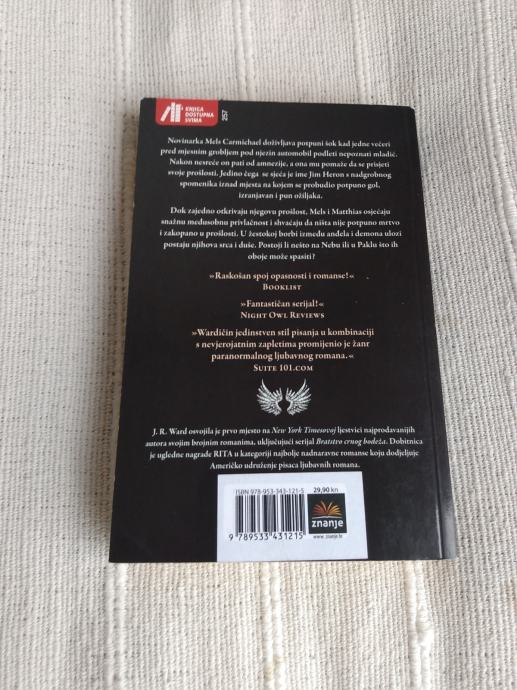 KNJIGA
DOSTUPNA
SVIMA
257
Novinarka Mels Carmichael doživljava potpuni šok kad jedne večeri
pred mjesnim grobljem pod njezin automobil podleti nepoznati mladić.
Nakon nesreće on pati od amnezije, a ona mu pomaže da se prisjeti
svoje prošlosti. Jedino čega se sjeća je ime Jim Heron s nadgrobnog
spomenika iznad mjesta na kojem se probudio potpuno gol,
izranjavan i pun ožiljaka.
Dok zajedno otkrivaju njegovu prošlost, Mels i Matthias osjećaju
snažnu međusobnu privlačnost i shvaćaju da ništa nije potpuno mrtvo
i zakopano u prošlosti. U žestokoj borbi između anđela i demona ulozi
postaju njihova srca i duše. Postoji li nešto na Nebu ili u Paklu što ih
oboje može spasiti?
»Raskošan spoj opasnosti i romanse!«
BOOKLIST
»Fantastičan serijal!«
NIGHT OWL REVIEWS
»Wardičin jedinstven stil pisanja u kombinaciji
s nevjerojatnim zapletima promijenio je žanr
paranormalnog ljubavnog romana.«
SUITE 101.COM
J. R. Ward osvojila je prvo mjesto na New York Timesovoj ljestvici najprodavanijih
autora svojim brojnim romanima, uključujući serijal Bratstvo crnog bodeža. Dobitnica
je ugledne nagrade RITA u kategoriji najbolje nadnaravne romanse koju dodjeljuje
Američko udruženje pisaca ljubavnih romana.
ISBN 978-953-343-121-5
29,90 kn
9 789533 431215
znanje
www.znanje.hr